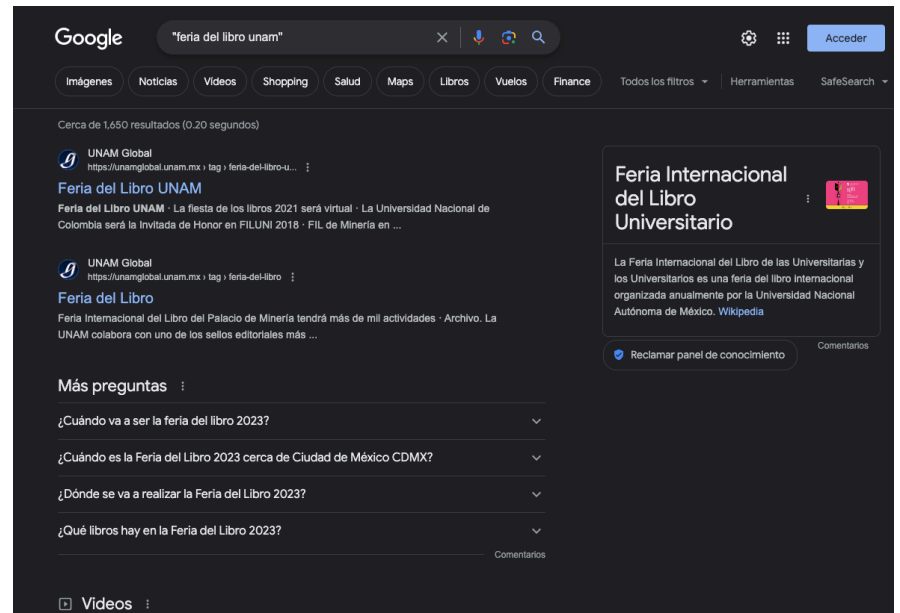 Google
"feria del libro unam"
Acceder
Imágenes Noticias Vídeos Shopping Salud Maps Libros Vuelos Finance Todos los filtros Herramientas SafeSearch
Cerca de 1,650 resultados (0.20 segundos)
UNAM Global
https://unamglobal.unam.mx › tag › feria-del-libro-u...
Feria del Libro UNAM
Feria del Libro UNAM · La fiesta de los libros 2021 será virtual · La Universidad Nacional de
Colombia será la Invitada de Honor en FILUNI 2018 · FIL de Minería en ...
UNAM Global
https://unamglobal.unam.mx › tag › feria-del-libro
Feria del Libro
Feria Internacional del Libro del Palacio de Minería tendrá más de mil actividades · Archivo. La
UNAM colabora con uno de los sellos editoriales más ...
Más preguntas
¿Cuándo va a ser la feria del libro 2023?
¿Cuándo es la Feria del Libro 2023 cerca de Ciudad de México CDMX?
¿Dónde se va a realizar la Feria del Libro 2023?
¿Qué libros hay en la Feria del Libro 2023?
Comentarios
Videos
Feria Internacional
del Libro
Universitario
La Feria Internacional del Libro de las Universitarias y
los Universitarios es una feria del libro internacional
organizada anualmente por la Universidad Nacional
Autónoma de México. Wikipedia
Reclamar panel de conocimiento
Comentarios